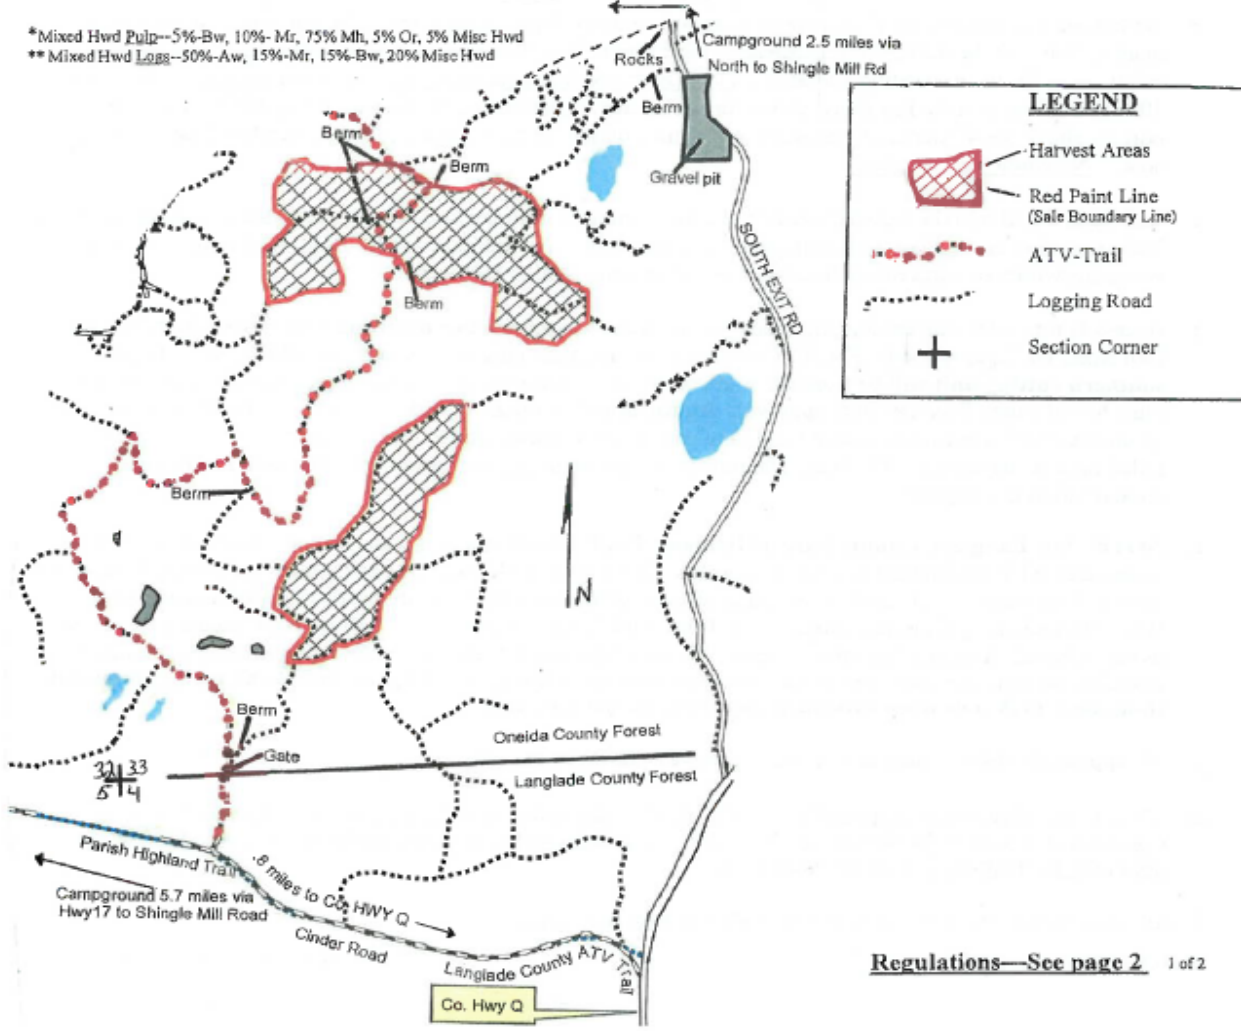 *Mixed Hwd Pulp--5%-Bw, 10%- Mr, 75% Mh, 5% Or, 5% Misc Hwd
** Mixed Hwd Logs--50%-Aw, 15%-Mr, 15%-Bw, 20% Misc Hwd
Campground 2.5 miles via
North to Shingle Mill Rd
Rocks
Berm
Gravel pit
Berm
Berm
Berm
SOUTH EXIT RD
LEGEND
Harvest Areas
Red Paint Line
(Sale Boundary Line)
ATV-Trail
Logging Road
Section Corner
Berm
N
Berm
Gate
Oneida County Forest
Langlade County Forest
32 33
5 4
Parish Highland Trail
.8 miles to Co. HWY Q
Campground 5.7 miles via
Hwy17 to Shingle Mill Road
Cinder Road
Langlade County ATV Trail
Co. Hwy Q
Regulations—See page 2
1 of 2